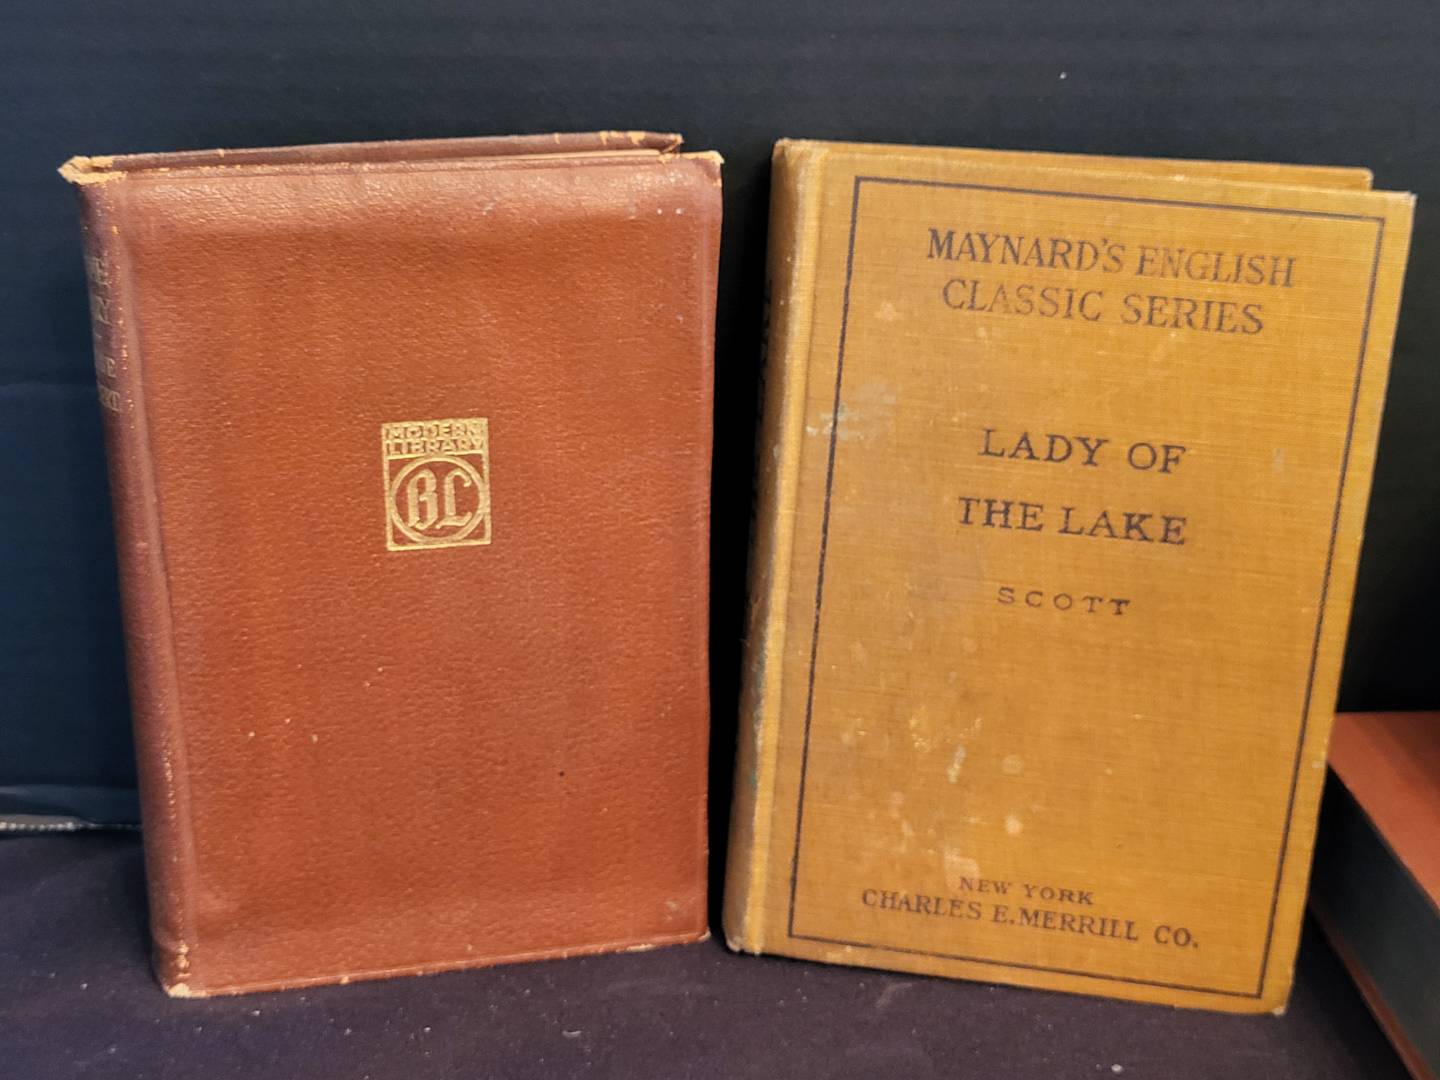 MODERN
LIBRARY
BL
MAYNARD'S ENGLISH
CLASSIC SERIES
LADY OF
THE LAKE
SCOTT
NEW YORK
CHARLES E. MERRILL CO.